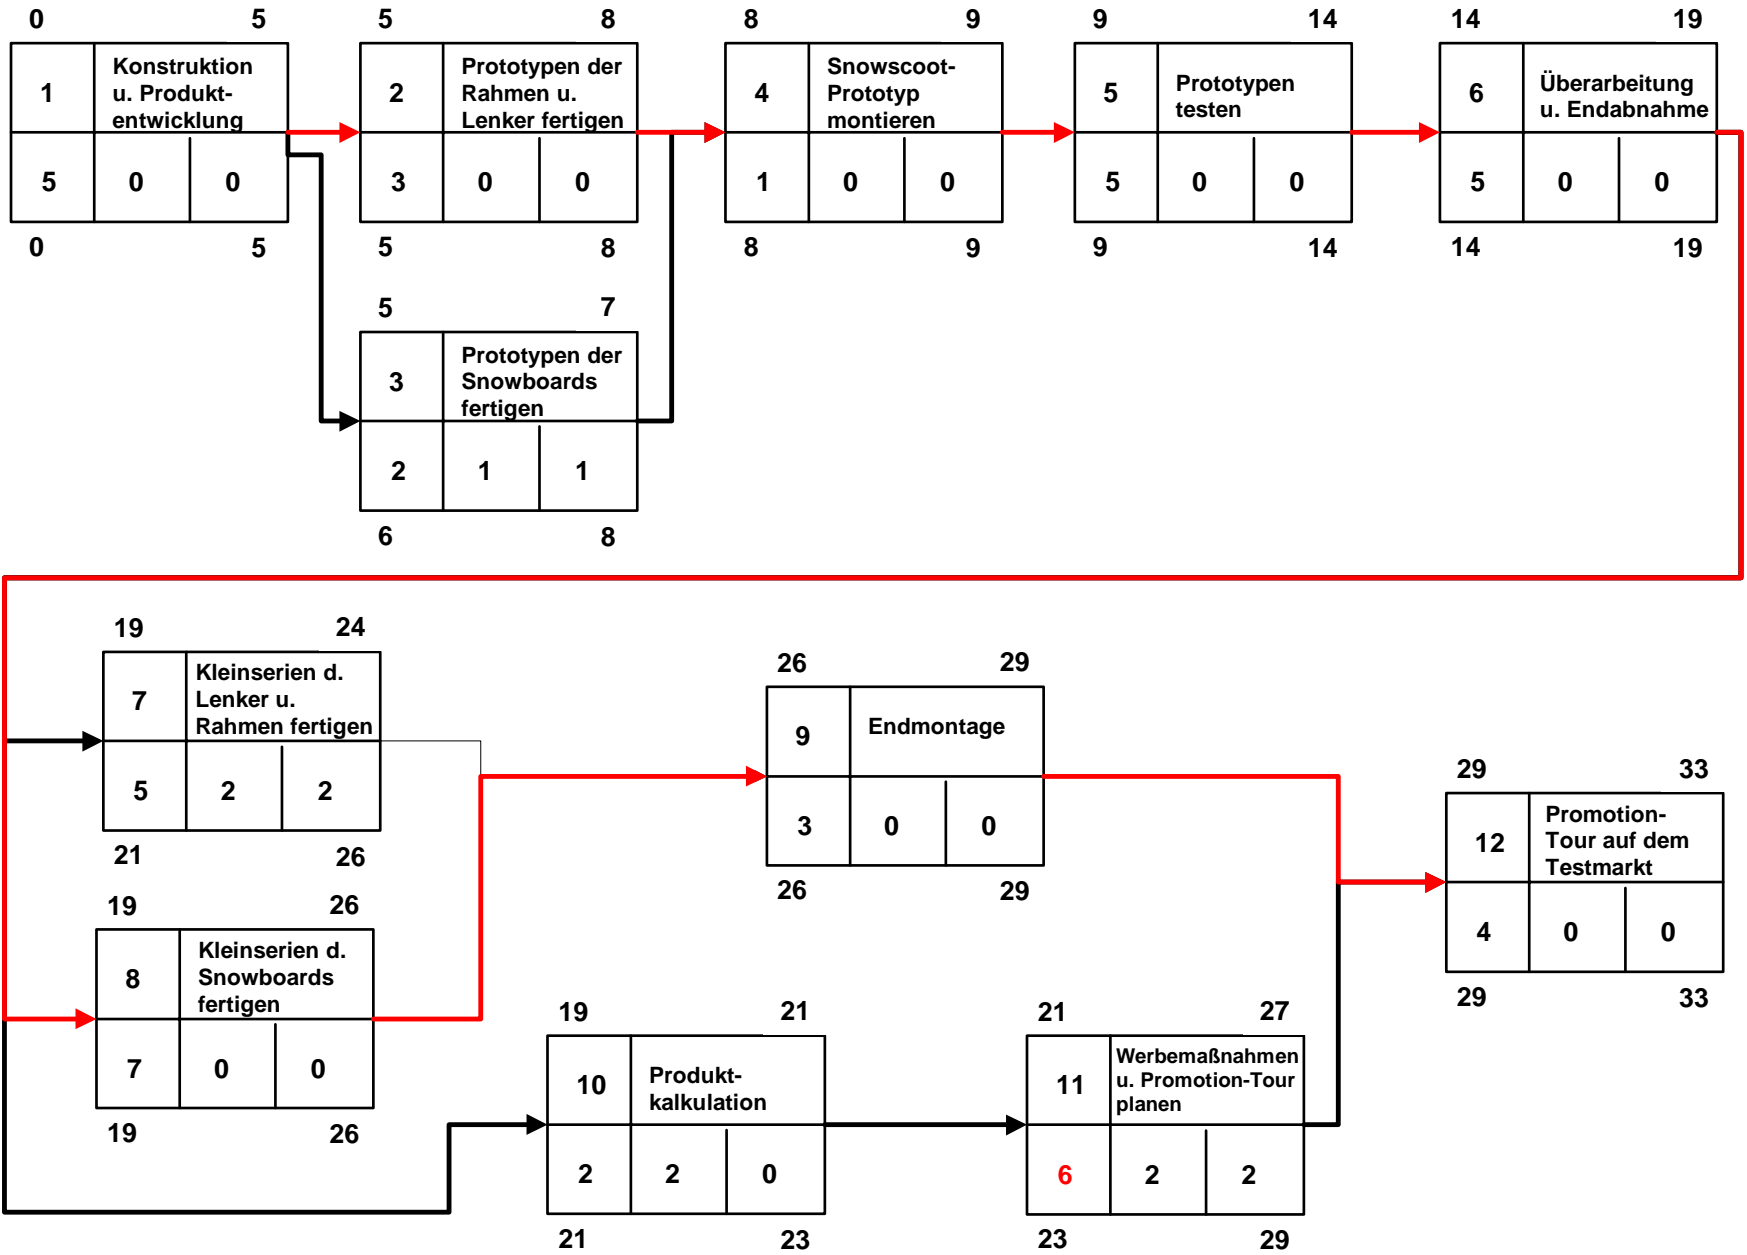 0 5 5 8 8 9 9 14 14 19
1
Konstruktion
u. Produkt-
entwicklung
5 0 0
2
Prototypen der
Rahmen u.
Lenker fertigen
3 0 0
4
Snowscoot-
Prototyp
montieren
1 0 0
5
Prototypen
testen
5 0 0
6
Überarbeitung
u. Endabnahme
5 0 0
0 5 5 8 8 9 9 14 14 19
5 7
3
Prototypen der
Snowboards
fertigen
2 1 1
6 8
19 24
7
Kleinserien d.
Lenker u.
Rahmen fertigen
5 2 2
21 26
26 29
9
Endmontage
3 0 0
26 29
29 33
12
Promotion-
Tour auf dem
Testmarkt
4 0 0
29 33
19 26
8
Kleinserien d.
Snowboards
fertigen
7 0 0
19 26
19 21
10
Produkt-
kalkulation
2 2 0
21 23
21 27
11
Werbemaßnahmen
u. Promotion-Tour
planen
6 2 2
23 29